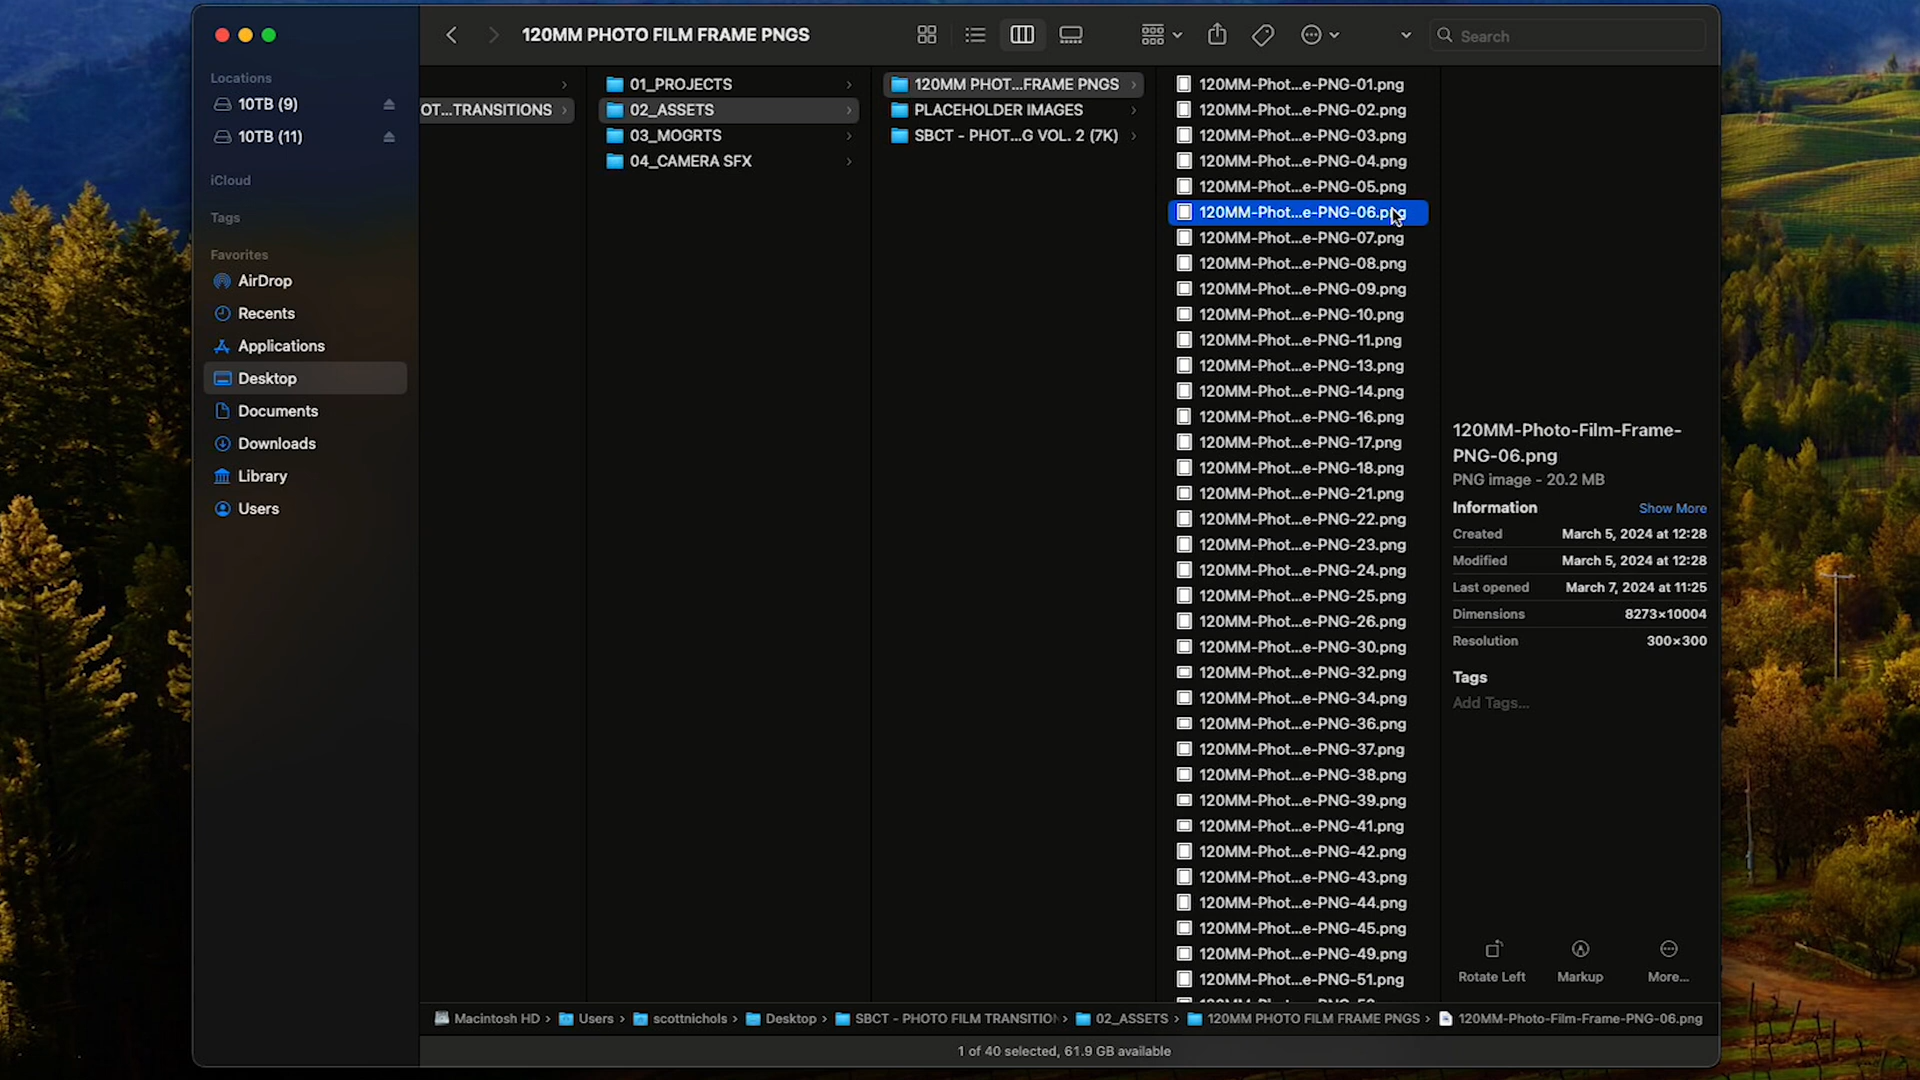 120MM PHOTO FILM FRAME PNGS
Search
Locations
10TB (9)
10TB (11)
iCloud
Tags
Favorites
AirDrop
Recents
Applications
Desktop
Documents
Downloads
Library
Users
OT...TRANSITIONS
01_PROJECTS
02_ASSETS
03_MOGRTS
04_CAMERA SFX
120MM PHOT...FRAME PNGS
PLACEHOLDER IMAGES
SBCT - PHOT...G VOL. 2 (7K)
120MM-Phot...e-PNG-01.png
120MM-Phot...e-PNG-02.png
120MM-Phot...e-PNG-03.png
120MM-Phot...e-PNG-04.png
120MM-Phot...e-PNG-05.png
120MM-Phot...e-PNG-06.png
120MM-Phot...e-PNG-07.png
120MM-Phot...e-PNG-08.png
120MM-Phot...e-PNG-09.png
120MM-Phot...e-PNG-10.png
120MM-Phot...e-PNG-11.png
120MM-Phot...e-PNG-13.png
120MM-Phot...e-PNG-14.png
120MM-Phot...e-PNG-16.png
120MM-Phot...e-PNG-17.png
120MM-Phot...e-PNG-18.png
120MM-Phot...e-PNG-21.png
120MM-Phot...e-PNG-22.png
120MM-Phot...e-PNG-23.png
120MM-Phot...e-PNG-24.png
120MM-Phot...e-PNG-25.png
120MM-Phot...e-PNG-26.png
120MM-Phot...e-PNG-30.png
120MM-Phot...e-PNG-32.png
120MM-Phot...e-PNG-34.png
120MM-Phot...e-PNG-36.png
120MM-Phot...e-PNG-37.png
120MM-Phot...e-PNG-38.png
120MM-Phot...e-PNG-39.png
120MM-Phot...e-PNG-41.png
120MM-Phot...e-PNG-42.png
120MM-Phot...e-PNG-43.png
120MM-Phot...e-PNG-44.png
120MM-Phot...e-PNG-45.png
120MM-Phot...e-PNG-49.png
120MM-Phot...e-PNG-51.png
120MM-Photo-Film-Frame-
PNG-06.png
PNG image - 20.2 MB
Information Show More
Created March 5, 2024 at 12:28
Modified March 5, 2024 at 12:28
Last opened March 7, 2024 at 11:25
Dimensions 8273×10004
Resolution 300×300
Tags
Add Tags...
Rotate Left Markup More...
Macintosh HD › Users › scottnichols › Desktop › SBCT - PHOTO FILM TRANSITION › 02_ASSETS › 120MM PHOTO FILM FRAME PNGS › 120MM-Photo-Film-Frame-PNG-06.png
1 of 40 selected, 61.9 GB available